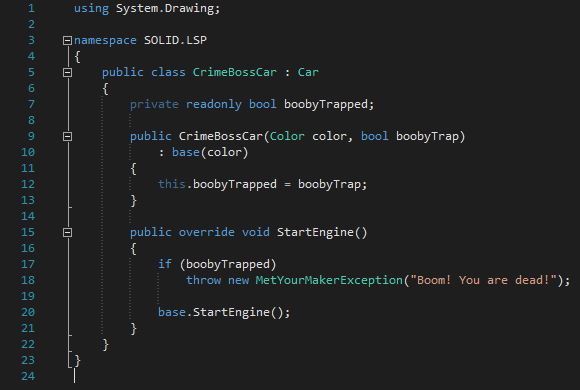 1 using System.Drawing;
2
3 namespace SOLID.LSP
4 {
5     public class CrimeBossCar : Car
6     {
7         private readonly bool boobyTrapped;
8
9         public CrimeBossCar(Color color, bool boobyTrap)
10             : base(color)
11         {
12             this.boobyTrapped = boobyTrap;
13         }
14
15         public override void StartEngine()
16         {
17             if (boobyTrapped)
18                 throw new MetYourMakerException("Boom! You are dead!");
19
20             base.StartEngine();
21         }
22     }
23 }
24